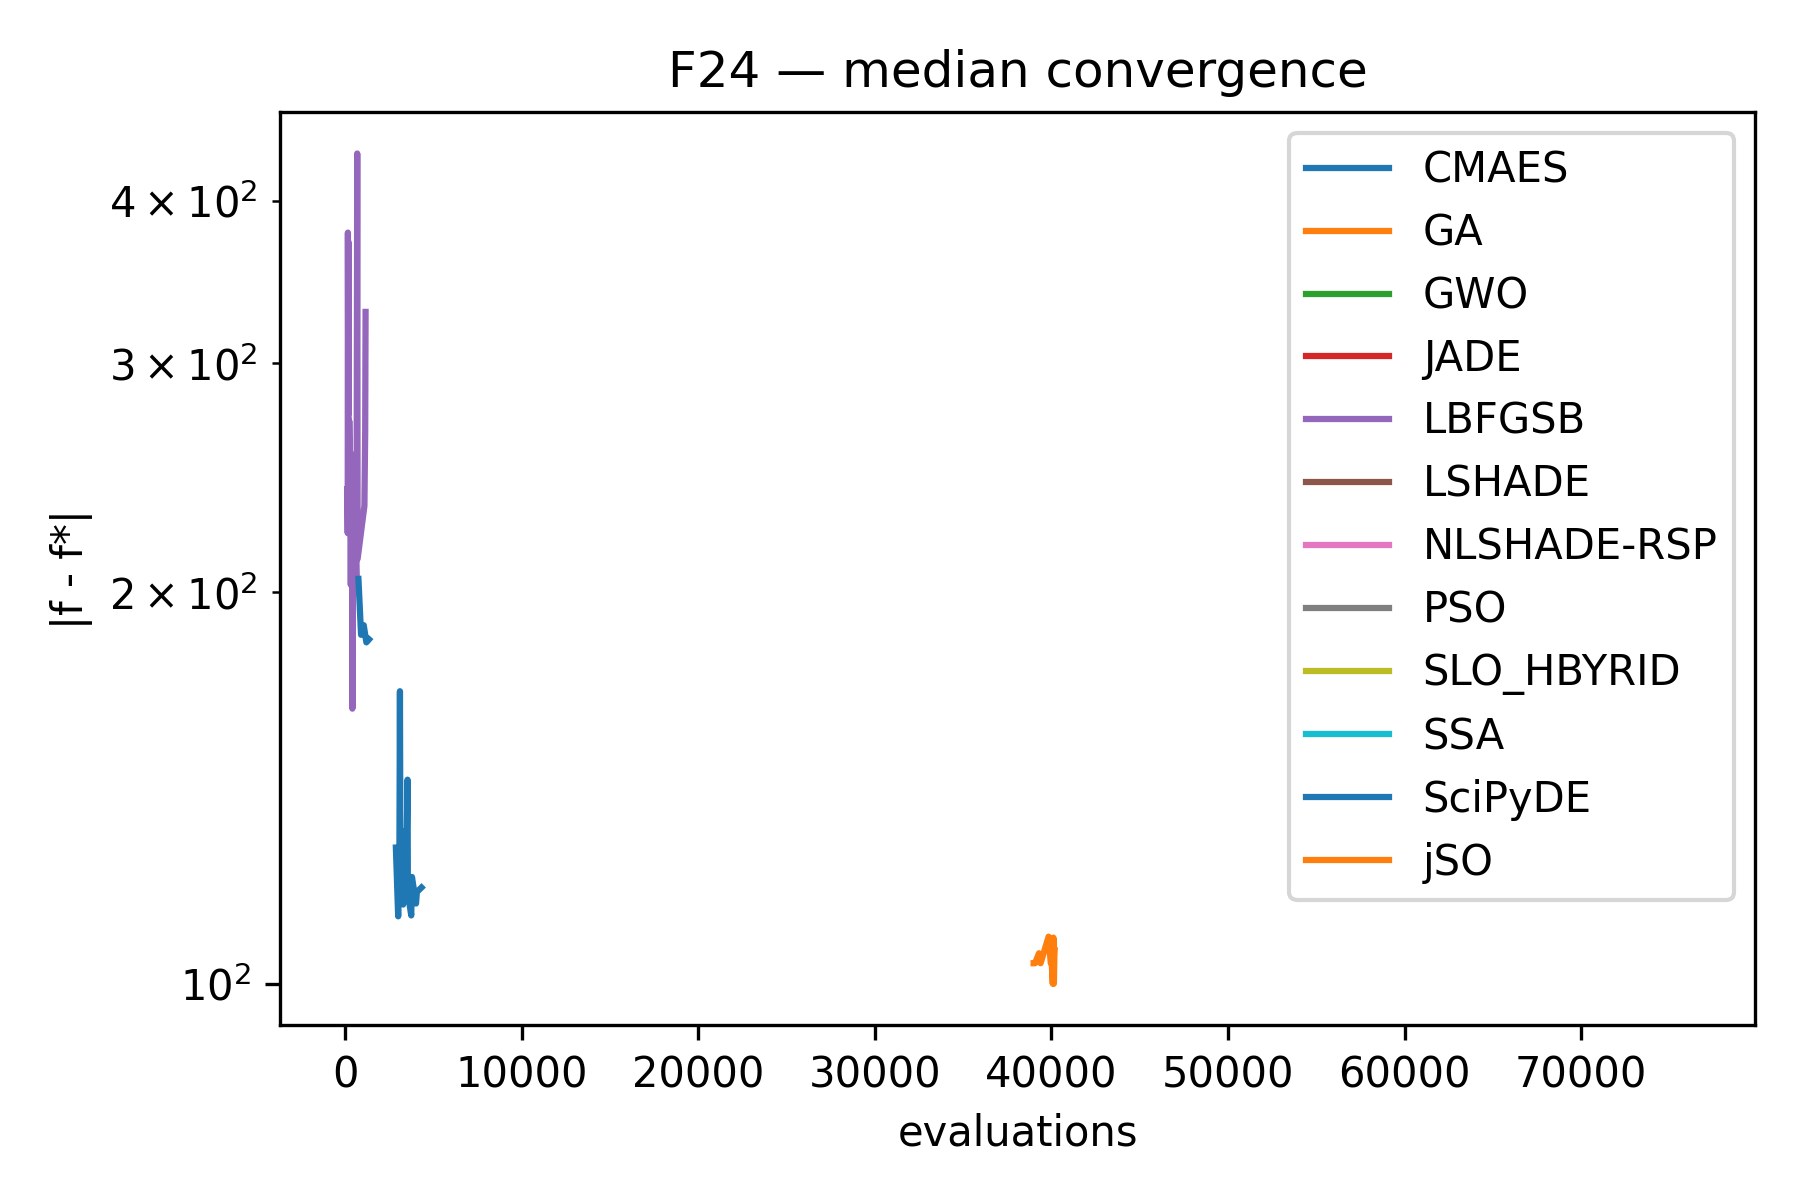 F24 — median convergence
|f - f*|
4 × 10²
3 × 10²
2 × 10²
10²
0 10000 20000 30000 40000 50000 60000 70000
evaluations
CMAES
GA
GWO
JADE
LBFGSB
LSHADE
NLSHADE-RSP
PSO
SLO_HBYRID
SSA
SciPyDE
jSO